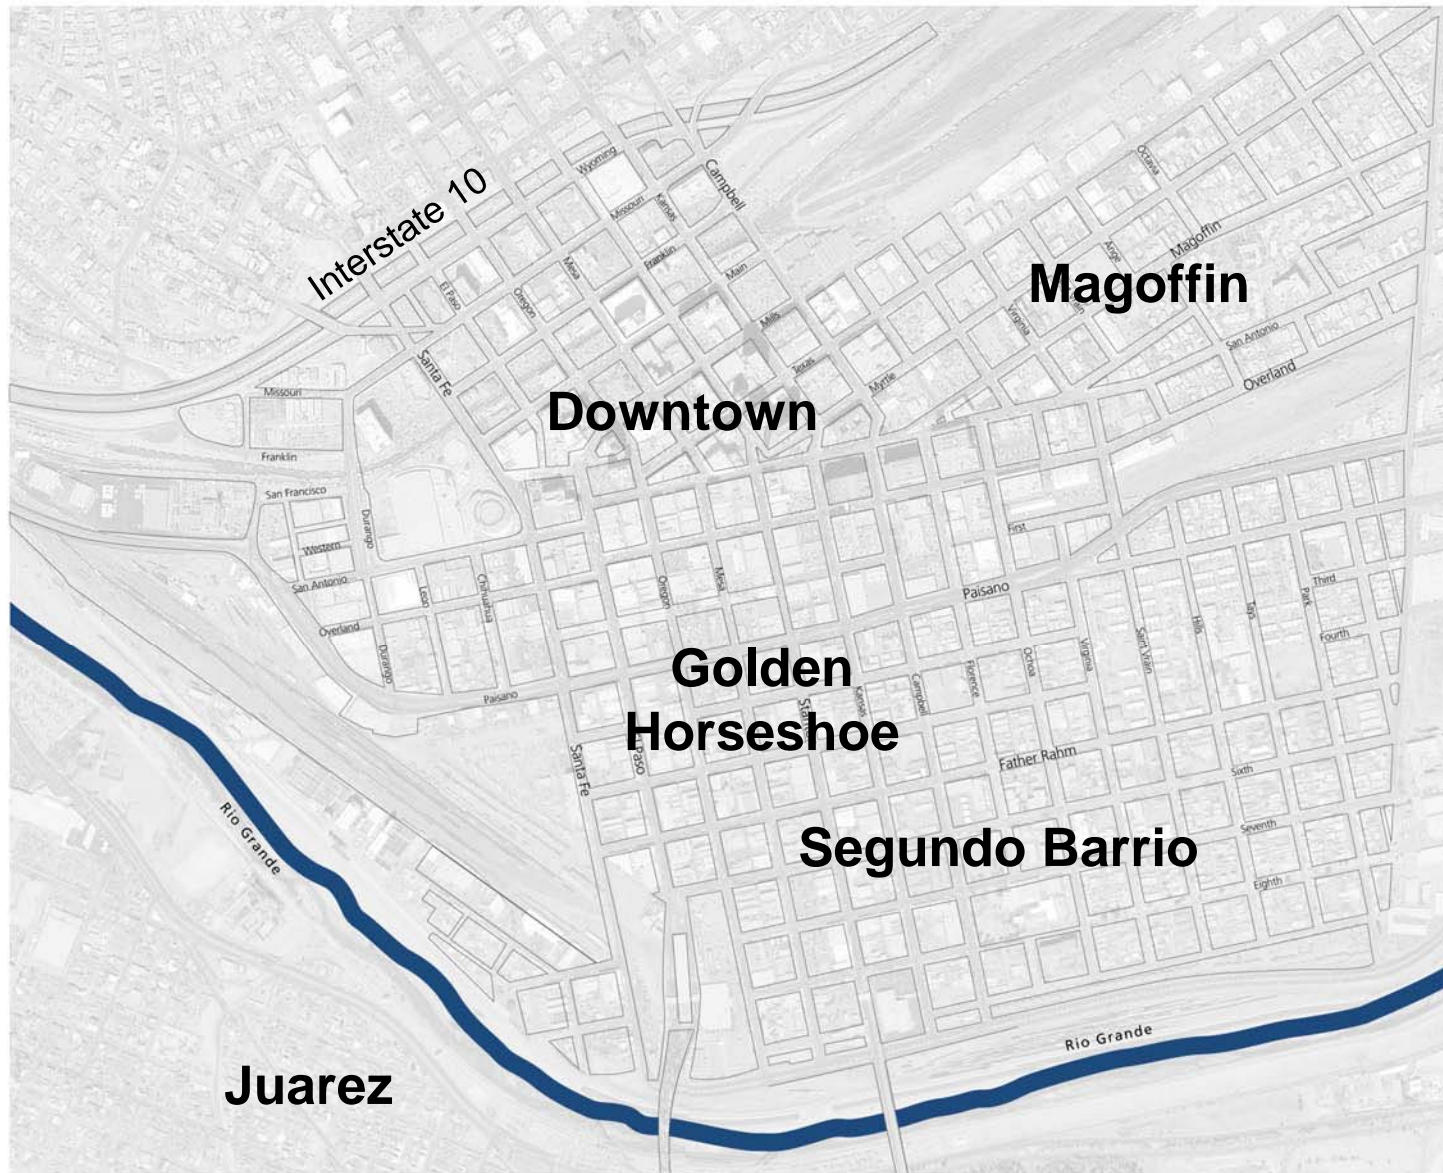 Wyoming
Campbell
Octavia
Interstate 10
Missouri
Kansas
Magoffin
Ange
Franklin
Main
Mesa
Magoffin
El Paso
Oregon
Virginia
Mills
Santa Fe
Texas
San Antonio
Myrtle
Overland
Missouri
Downtown
Franklin
San Francisco
Durango
First
Western
San Antonio
Leon
Chihuahua
Oregon
Mesa
Paisano
Third
Park
Overland
Tays
Hills
Fourth
Saint Vrain
Virginia
Ochoa
Durango
Golden
Florence
Campbell
Kansas
Paisano
Horseshoe
Santa Fe
Paso
Father Rahm
Sixth
Rio Grande
Seventh
Segundo Barrio
Eighth
Rio Grande
Juarez